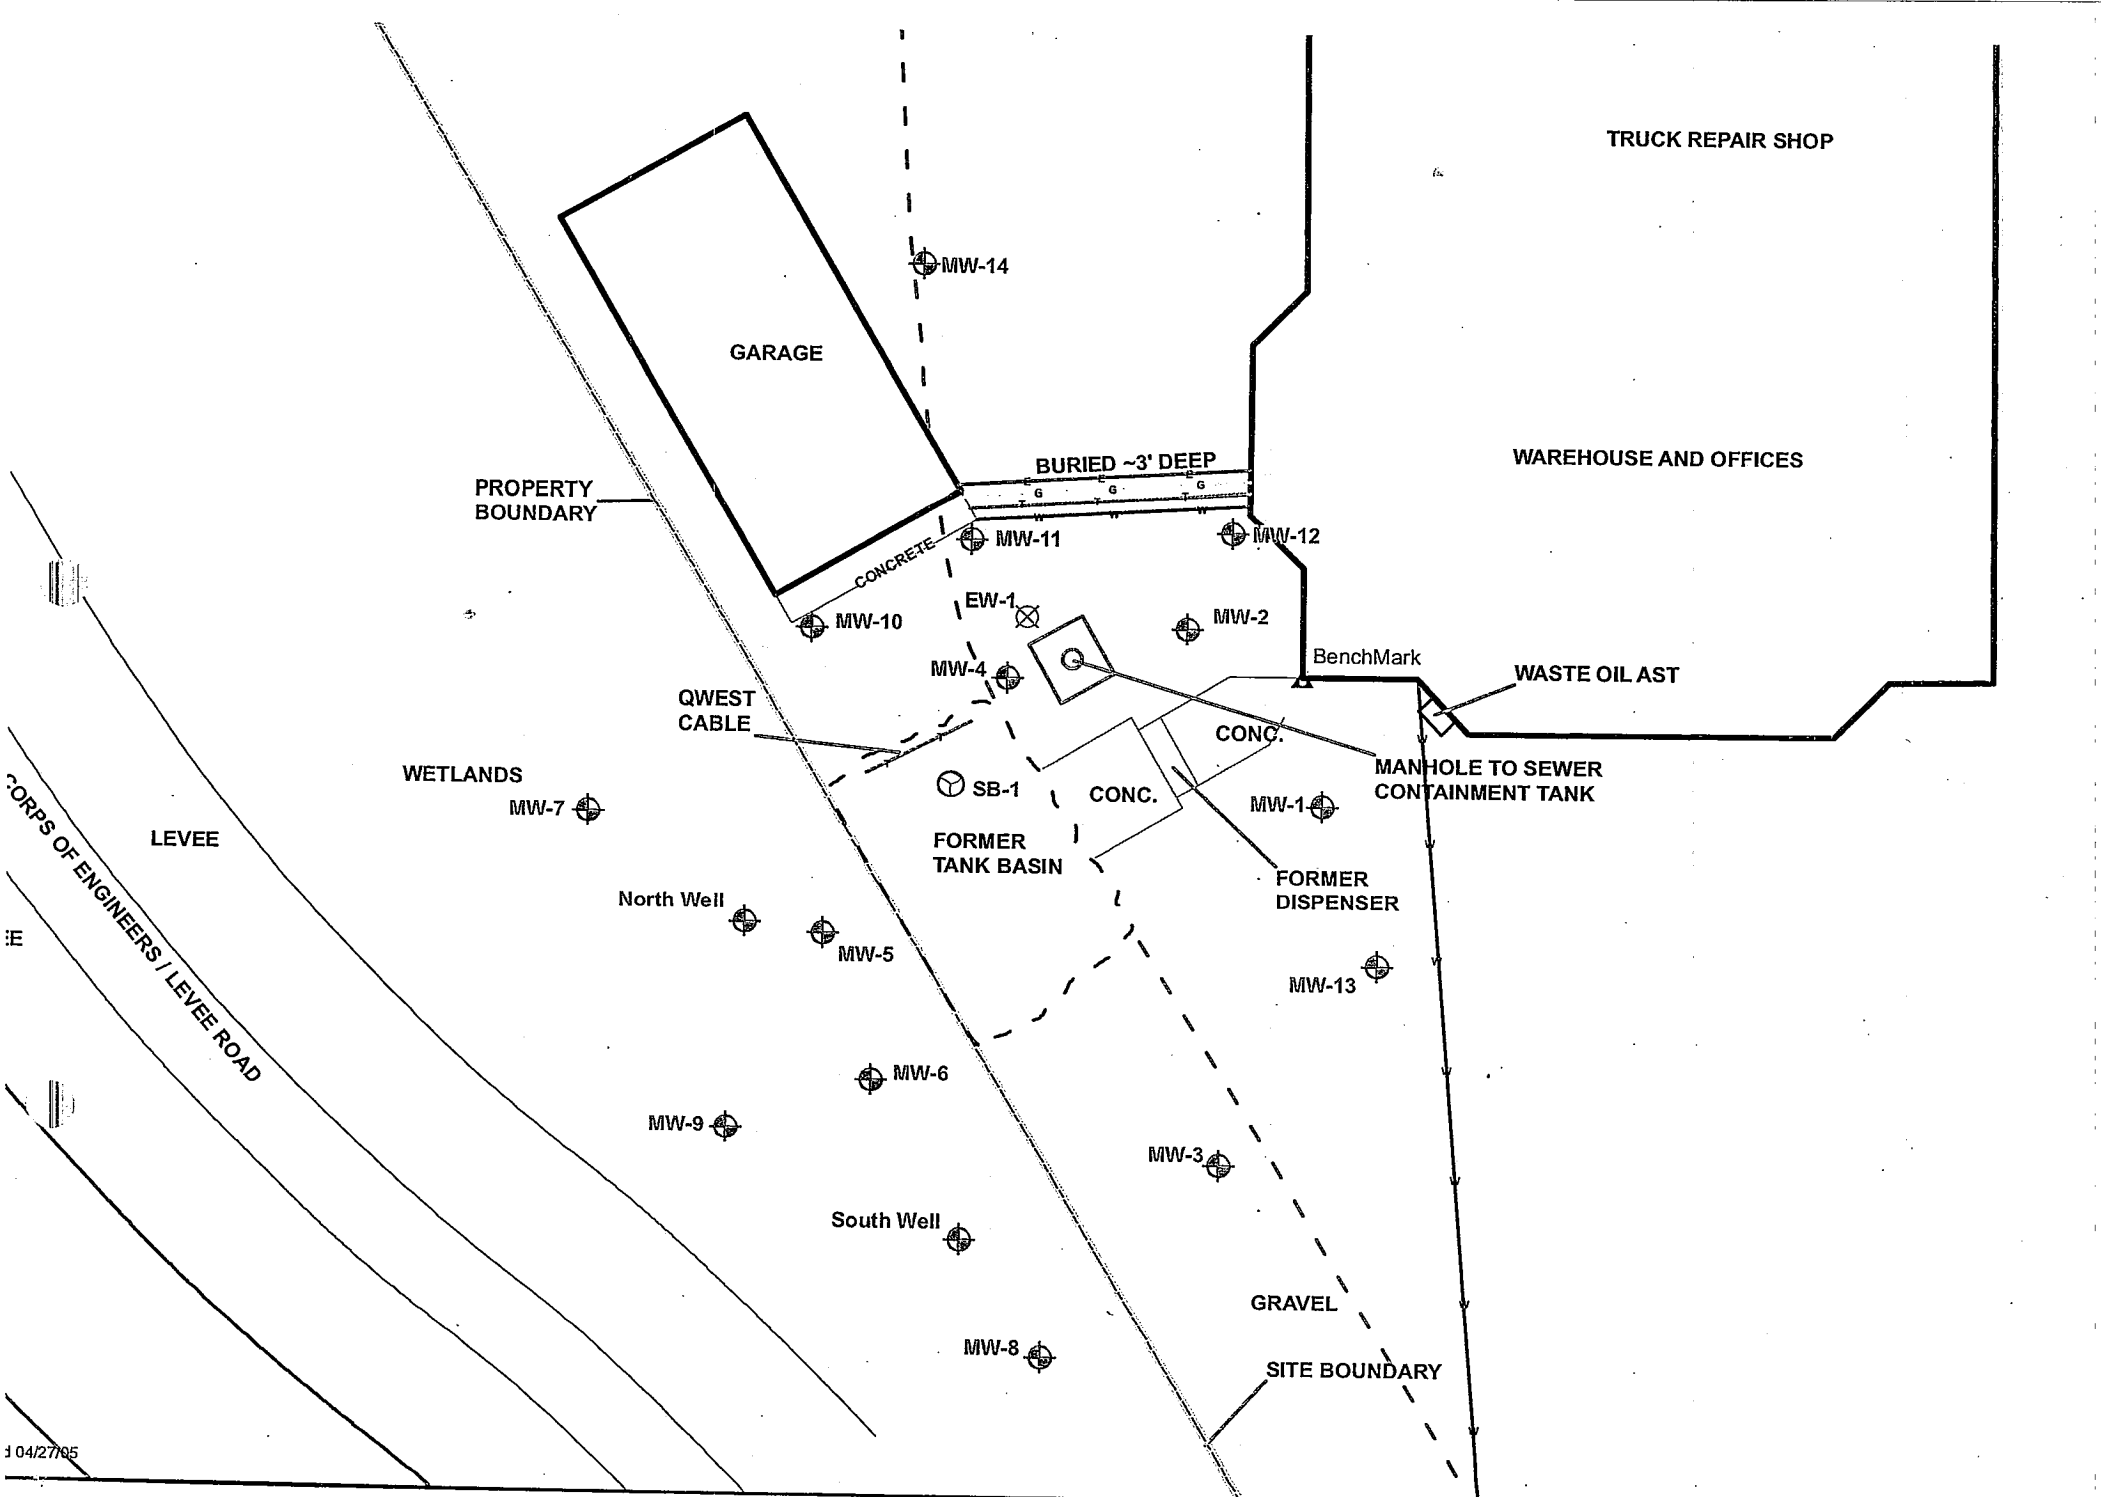 TRUCK REPAIR SHOP
MW-14
GARAGE
BURIED ~3' DEEP
E E E
G G G
T T T
W W W
WAREHOUSE AND OFFICES
PROPERTY
BOUNDARY
CONCRETE
MW-11
MW-12
EW-1
MW-10
MW-2
MW-4
BenchMark
WASTE OIL AST
QWEST
CABLE
T
T
CONC.
W
MANHOLE TO SEWER
CONTAINMENT TANK
WETLANDS
MW-7
SB-1
CONC.
MW-1
LEVEE
FORMER
TANK BASIN
W
FORMER
DISPENSER
CORPS OF ENGINEERS / LEVEE ROAD
North Well
MW-5
W
MW-13
MW-6
W
MW-9
MW-3
W
South Well
GRAVEL
W
MW-8
SITE BOUNDARY
W
04/27/05